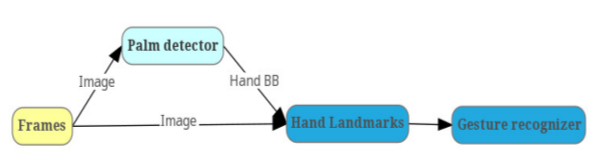 Palm detector
Image
Hand BB
Frames
Image
Hand Landmarks
Gesture recognizer